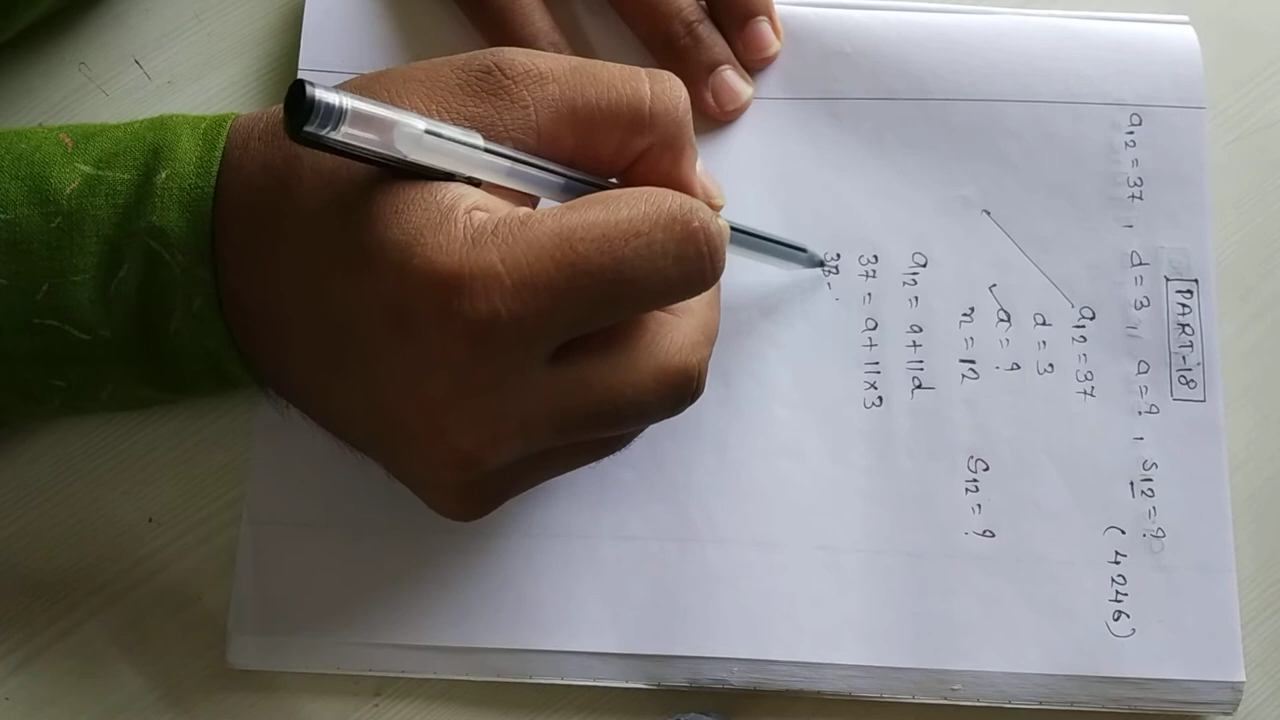 PART-18
a₁₂ = 37, d = 3,, a = ?, S₁₂ = ?
(4246)
a₁₂ = 37
d = 3
a = ?
n = 12 S₁₂ = ?
a₁₂ = a + 11d
37 = a + 11 × 3